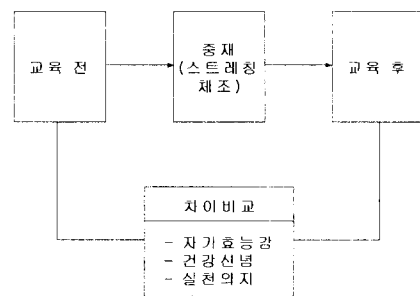 교육 전
중재
(스트레칭
체조)
교육 후
차이비교
- 자기효능강
- 건강신념
- 실천의지